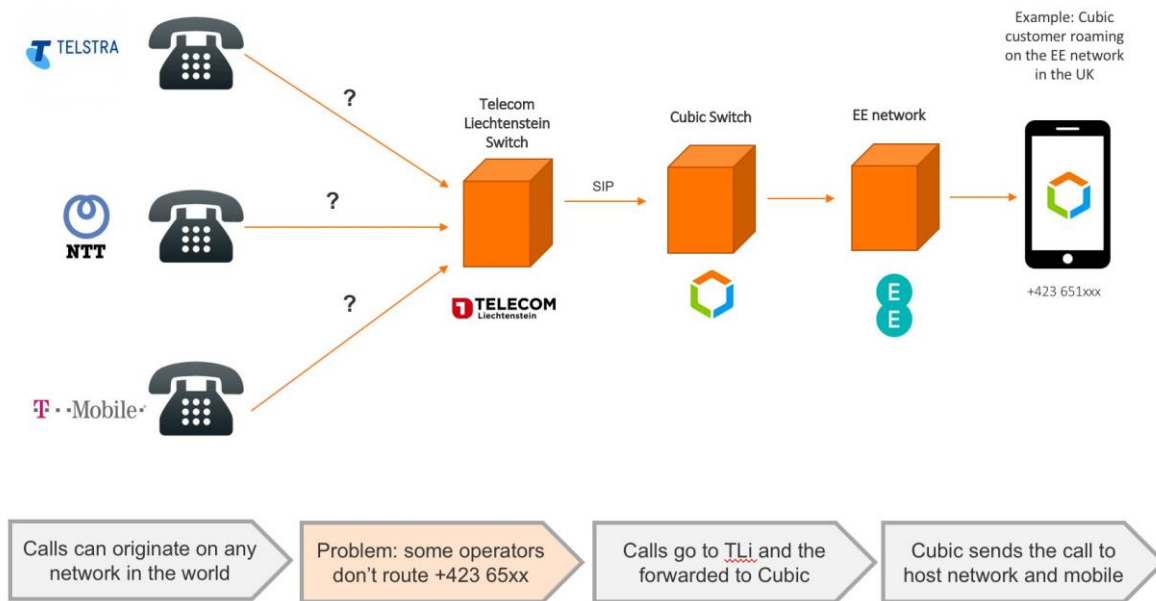 TELSTRA
?
Example: Cubic
customer roaming
on the EE network
in the UK
Telecom
Liechtenstein
Switch
Cubic Switch
EE network
?
SIP
NTT
TELECOM
Liechtenstein
E
E
+423 651xxx
?
T··Mobile·
Calls can originate on any
network in the world
Problem: some operators
don't route +423 65xx
Calls go to TLi and the
forwarded to Cubic
Cubic sends the call to
host network and mobile